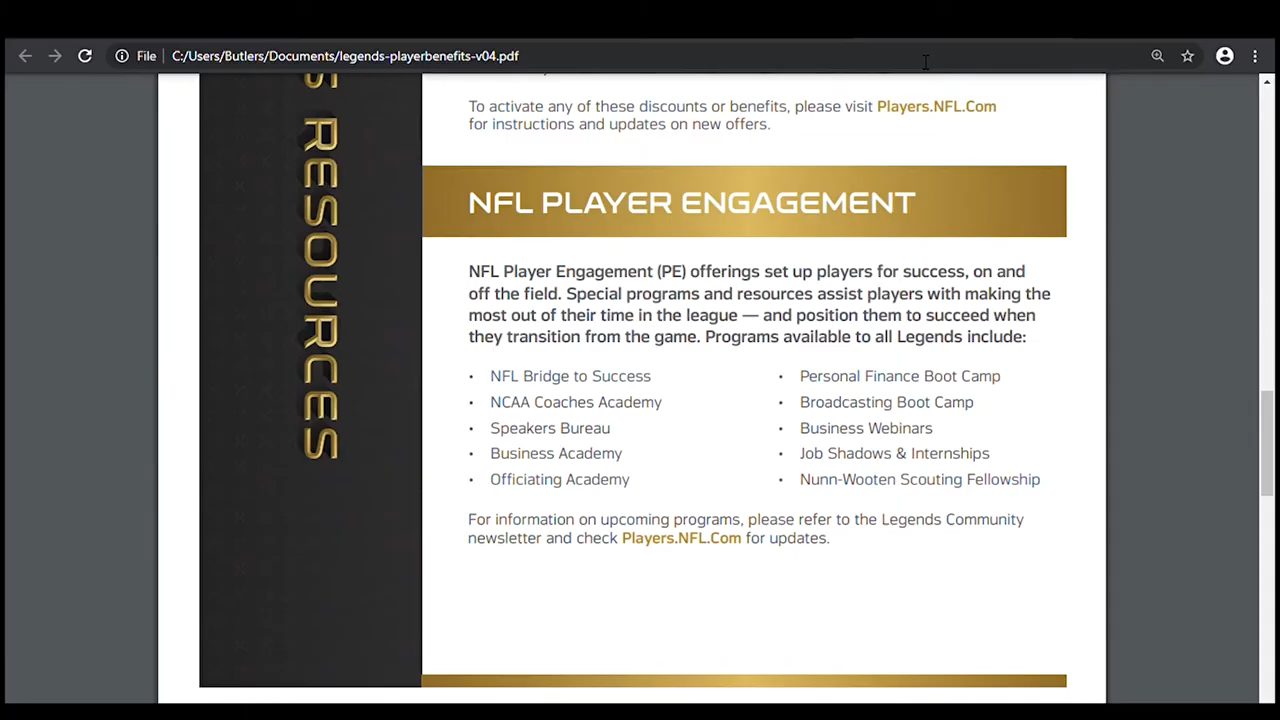 File C:/Users/Butlers/Documents/legends-playerbenefits-v04.pdf
To activate any of these discounts or benefits, please visit Players.NFL.Com
for instructions and updates on new offers.
S RESOURCES
NFL PLAYER ENGAGEMENT
NFL Player Engagement (PE) offerings set up players for success, on and
off the field. Special programs and resources assist players with making the
most out of their time in the league — and position them to succeed when
they transition from the game. Programs available to all Legends include:
• NFL Bridge to Success
• NCAA Coaches Academy
• Speakers Bureau
• Business Academy
• Officiating Academy
• Personal Finance Boot Camp
• Broadcasting Boot Camp
• Business Webinars
• Job Shadows & Internships
• Nunn-Wooten Scouting Fellowship
For information on upcoming programs, please refer to the Legends Community
newsletter and check Players.NFL.Com for updates.